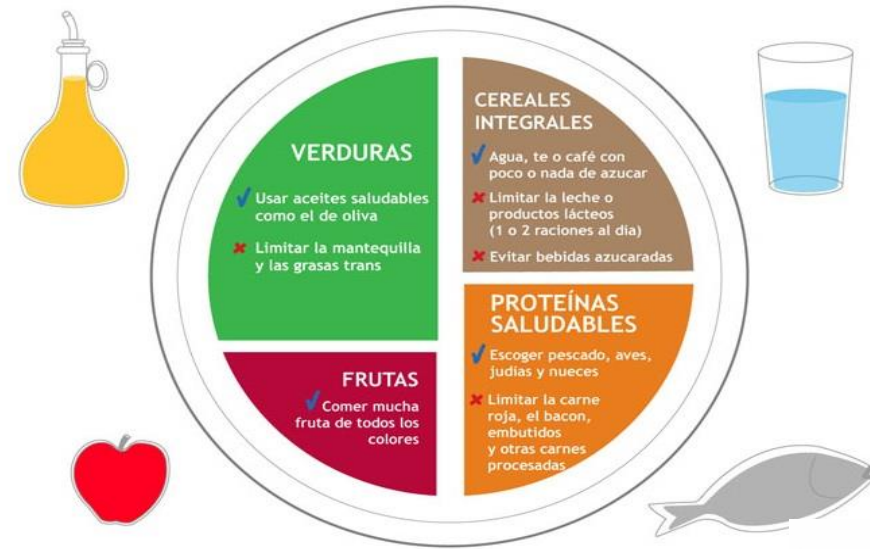 VERDURAS
Usar aceites saludables
como el de oliva
Limitar la mantequilla
y las grasas trans
CEREALES
INTEGRALES
Agua, te o café con
poco o nada de azucar
Limitar la leche o
productos lácteos
(1 o 2 raciones al día)
Evitar bebidas azucaradas
FRUTAS
Comer mucha
fruta de todos los
colores
PROTEÍNAS
SALUDABLES
Escoger pescado, aves,
judías y nueces
Limitar la carne
roja, el bacon,
embutidos
y otras carnes
procesadas